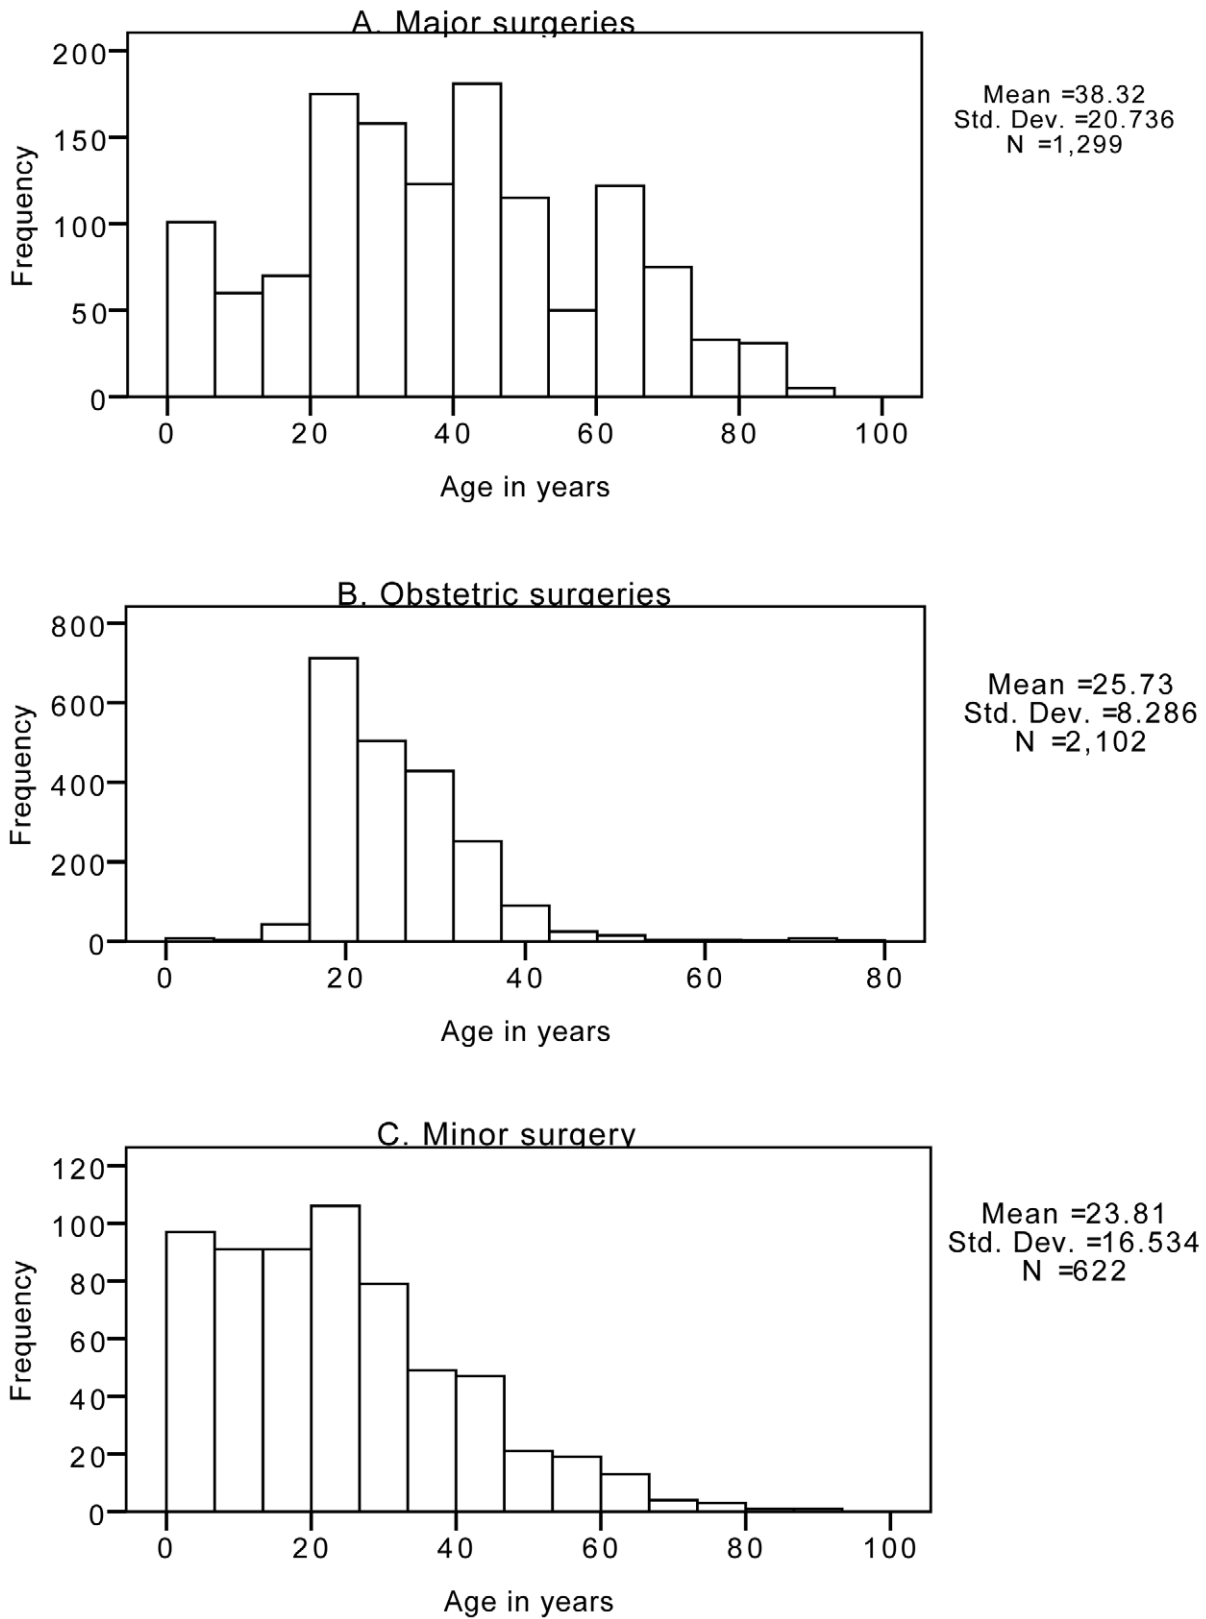 A. Major surgeries
200
150
100
50
0
Frequency
0 20 40 60 80 100
Age in years
Mean =38.32
Std. Dev. =20.736
N =1,299
B. Obstetric surgeries
800
600
400
200
0
Frequency
0 20 40 60 80
Age in years
Mean =25.73
Std. Dev. =8.286
N =2,102
C. Minor surgery
120
100
80
60
40
20
0
Frequency
0 20 40 60 80 100
Age in years
Mean =23.81
Std. Dev. =16.534
N =622